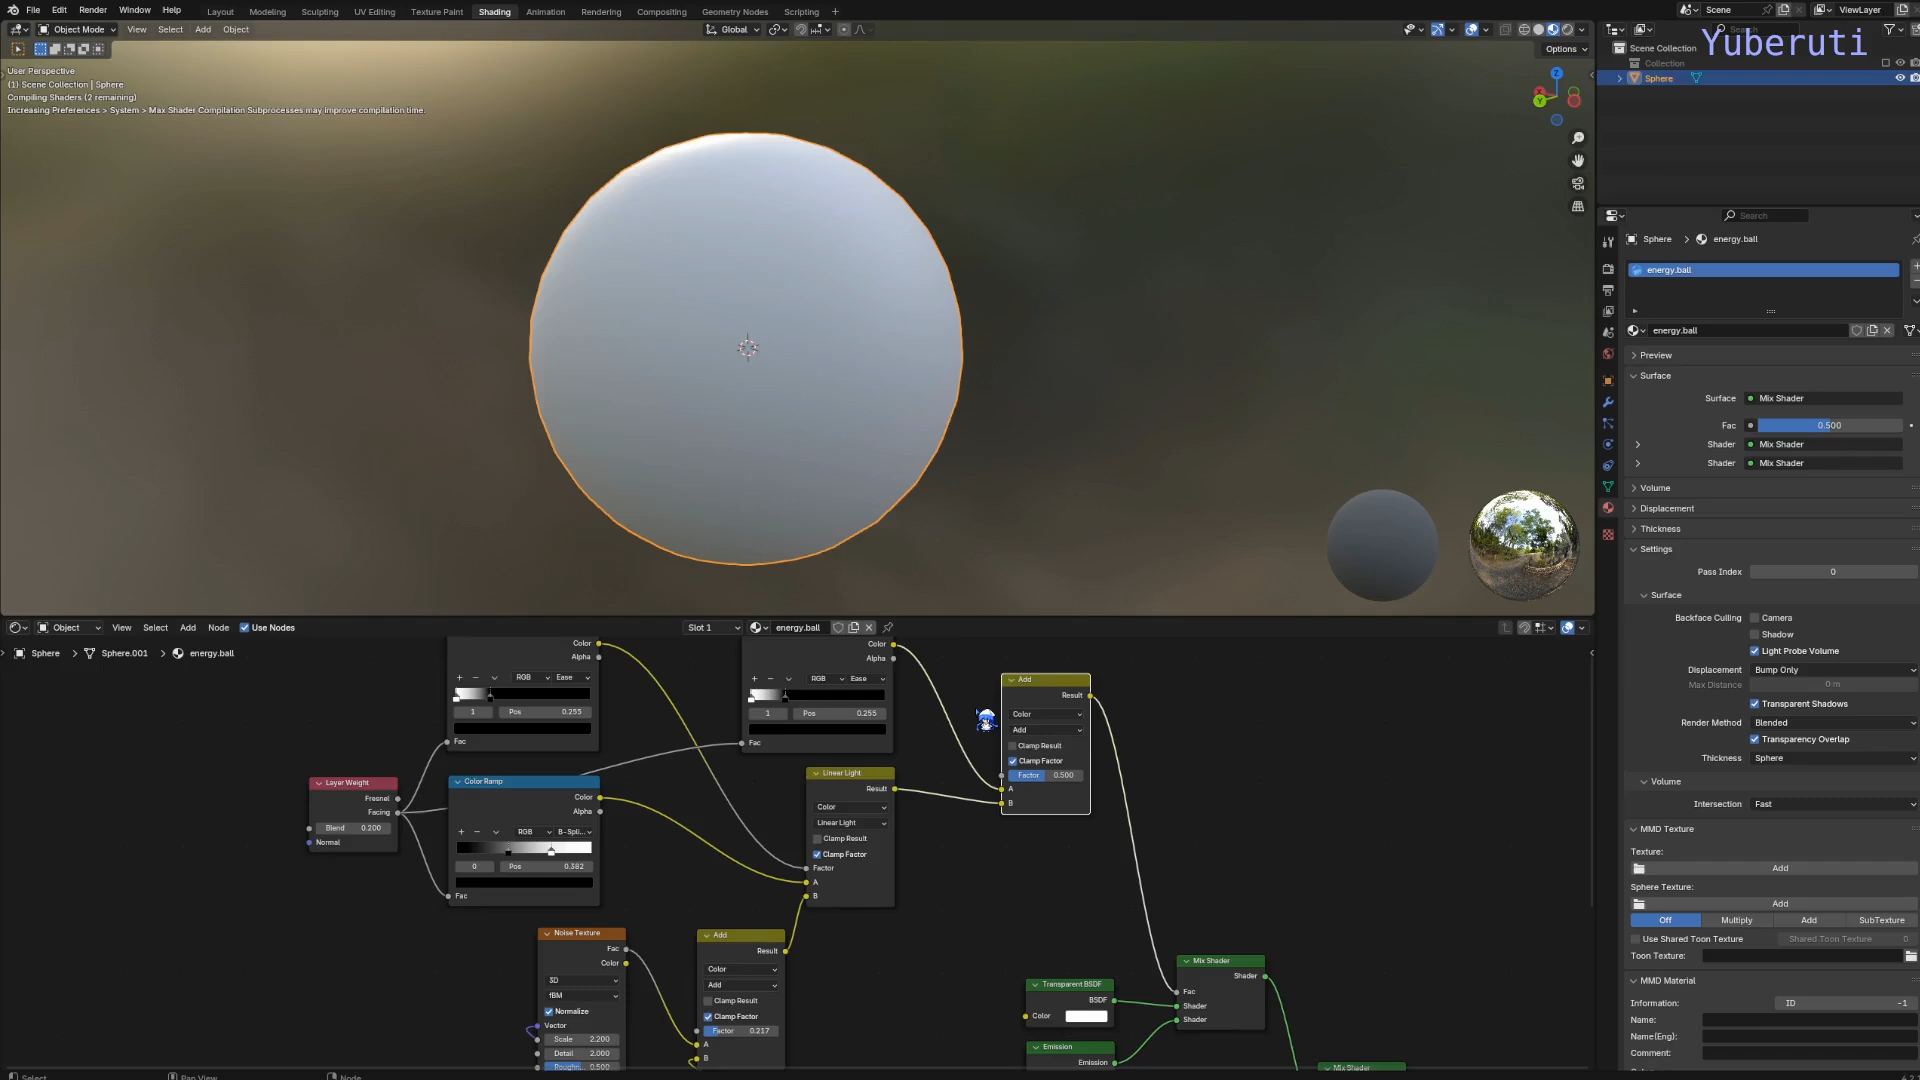 File Edit Render Window Help Layout Modeling Sculpting UV Editing Texture Paint Shading Animation Rendering Compositing Geometry Nodes Scripting + Scene ViewLayer
Object Mode View Select Add Object Global Search
Yuberuti
Options
Scene Collection
Collection
Sphere
User Perspective
(1) Scene Collection | Sphere
Compiling Shaders (2 remaining)
Increasing Preferences > System > Max Shader Compilation Subprocesses may improve compilation time.
Z
Y
Search
Sphere > energy.ball
energy.ball
energy.ball
Preview
Surface
Surface Mix Shader
Fac 0.500
Shader Mix Shader
Shader Mix Shader
Volume
Displacement
Thickness
Settings
Pass Index 0
Surface
Backface Culling Camera
Shadow
Light Probe Volume
Displacement Bump Only
Max Distance 0 m
Transparent Shadows
Render Method Blended
Transparency Overlap
Thickness Sphere
Volume
Intersection Fast
MMD Texture
Texture:
Add
Sphere Texture:
Add
Off Multiply Add SubTexture
Use Shared Toon Texture Shared Toon Texture 0
Toon Texture:
MMD Material
Information: ID -1
Name:
Name(Eng):
Comment:
Object View Select Add Node Use Nodes Slot 1 energy.ball
Sphere > Sphere.001 > energy.ball
Color
Alpha
RGB Ease
1 Pos 0.255
Fac
Color
Alpha
RGB Ease
1 Pos 0.255
Fac
Add
Result
Color
Add
Clamp Result
Clamp Factor
Factor 0.500
A
B
Layer Weight
Fresnel
Facing
Blend 0.200
Normal
Color Ramp
Color
Alpha
RGB B-Spli...
0 Pos 0.382
Fac
Linear Light
Result
Color
Linear Light
Clamp Result
Clamp Factor
Factor
A
B
Noise Texture
Fac
Color
3D
fBM
Normalize
Vector
Scale 2.200
Detail 2.000
Roughn... 0.500
Add
Result
Color
Add
Clamp Result
Clamp Factor
Factor 0.217
A
B
Transparent BSDF
BSDF
Color
Emission
Emission
Mix Shader
Shader
Fac
Shader
Shader
Mix Shader
Select Pan View Node